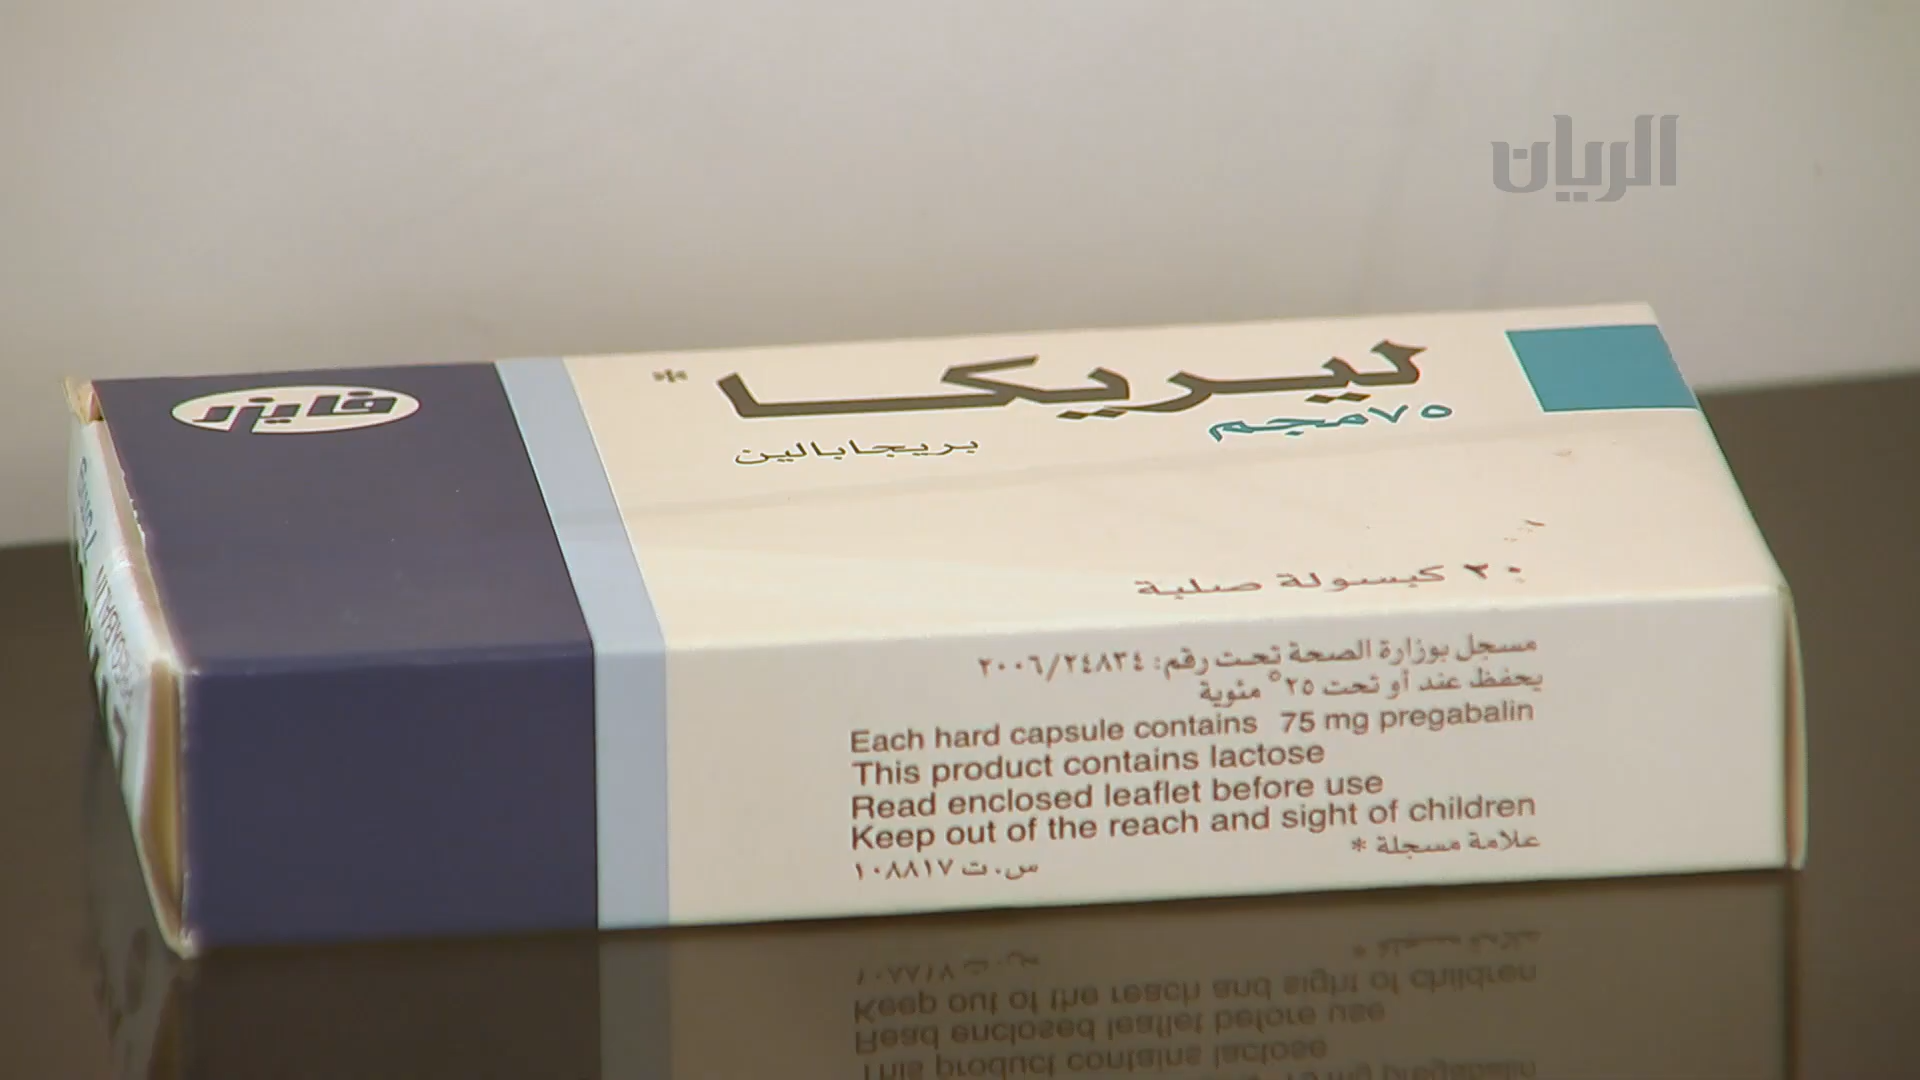 الريان
فايزر
ليريكا *
٧٥ مجم
بريجابالين
٢٠ كبسولة صلبة
مسجل بوزارة الصحة تحت رقم: ٢٠٠٦/٢٤٨٣٤
يحفظ عند أو تحت ٢٥° مئوية
Each hard capsule contains 75 mg pregabalin
This product contains lactose
Read enclosed leaflet before use
Keep out of the reach and sight of children
علامة مسجلة *
س.ت ١٠٨٨١٧